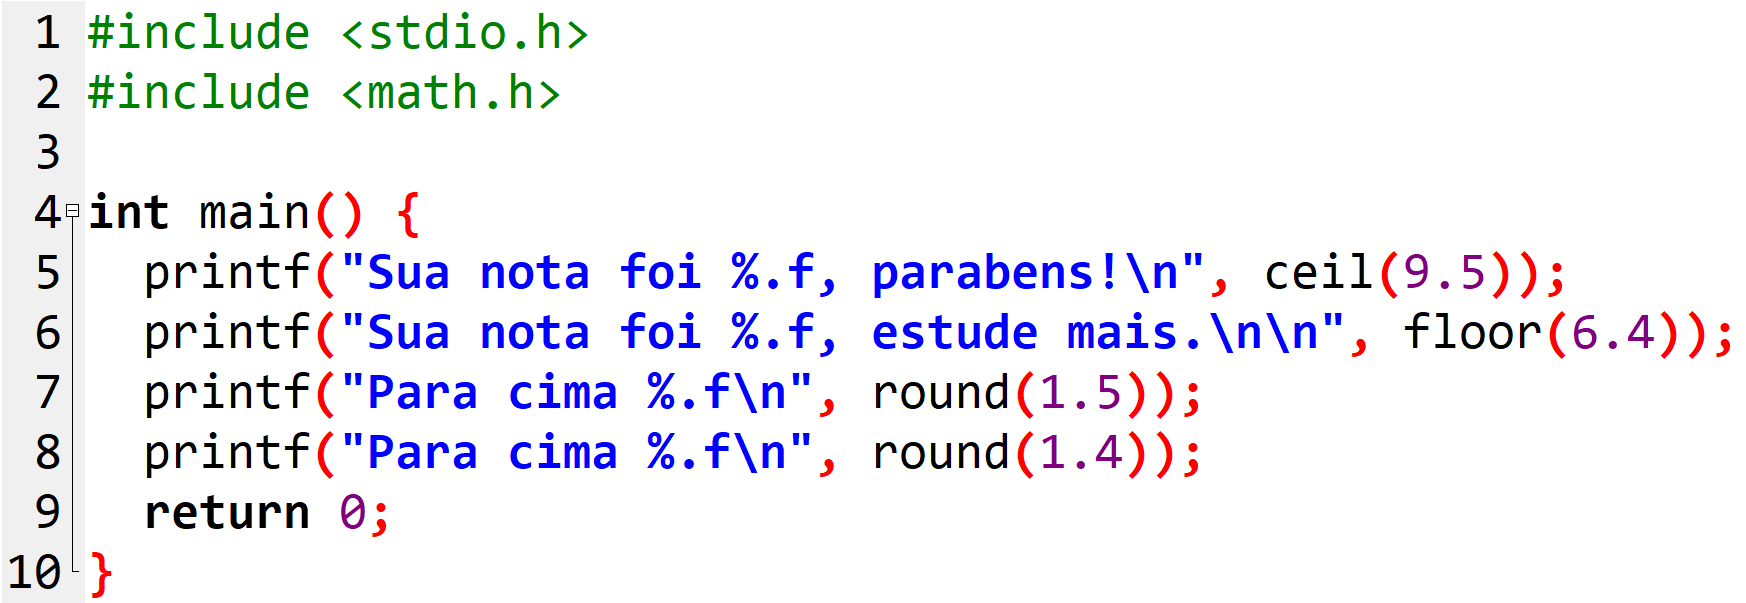 1 #include <stdio.h>
2 #include <math.h>
3
4 int main() {
5   printf("Sua nota foi %.f, parabens!\n", ceil(9.5));
6   printf("Sua nota foi %.f, estude mais.\n\n", floor(6.4));
7   printf("Para cima %.f\n", round(1.5));
8   printf("Para cima %.f\n", round(1.4));
9   return 0;
10 }